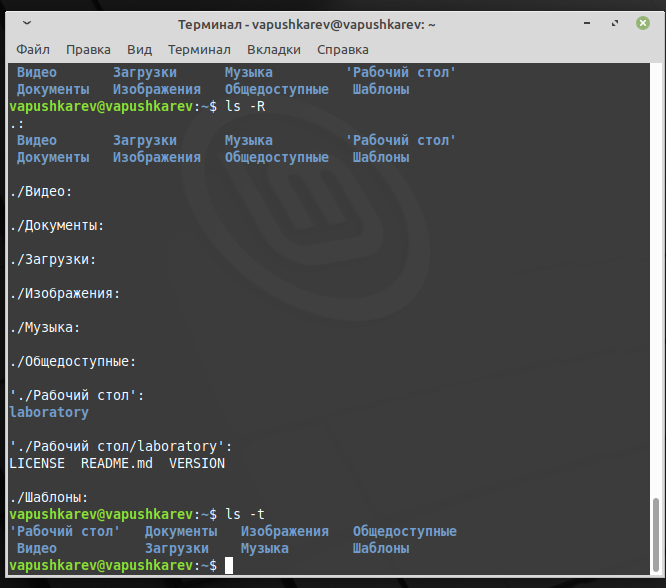 Терминал - vapushkarev@vapushkarev: ~
Файл Правка Вид Терминал Вкладки Справка
Видео Загрузки Музыка 'Рабочий стол'
Документы Изображения Общедоступные Шаблоны
vapushkarev@vapushkarev:~$ ls -R
.:
Видео Загрузки Музыка 'Рабочий стол'
Документы Изображения Общедоступные Шаблоны
./Видео:
./Документы:
./Загрузки:
./Изображения:
./Музыка:
./Общедоступные:
'./Рабочий стол':
laboratory
'./Рабочий стол/laboratory':
LICENSE README.md VERSION
./Шаблоны:
vapushkarev@vapushkarev:~$ ls -t
'Рабочий стол' Документы Изображения Общедоступные
Видео Загрузки Музыка Шаблоны
vapushkarev@vapushkarev:~$